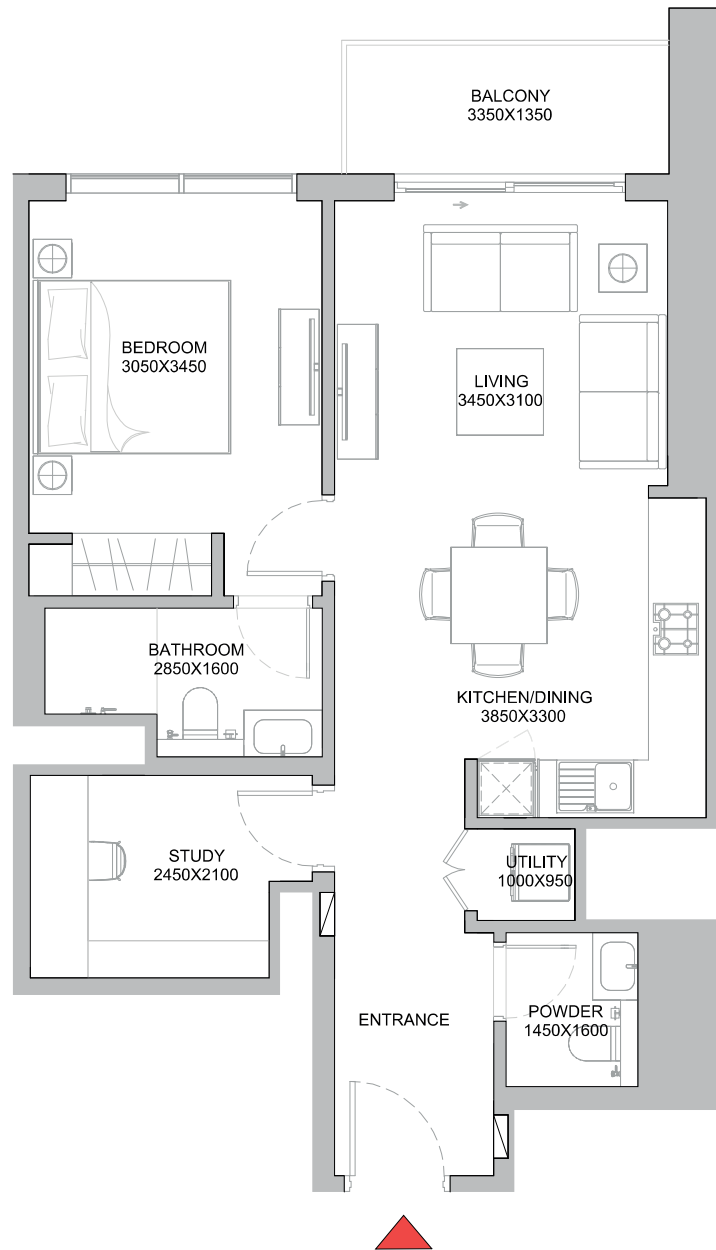 BALCONY
3350X1350
BEDROOM
3050X3450
LIVING
3450X3100
BATHROOM
2850X1600
KITCHEN/DINING
3850X3300
STUDY
2450X2100
UTILITY
1000X950
ENTRANCE
POWDER
1450X1600